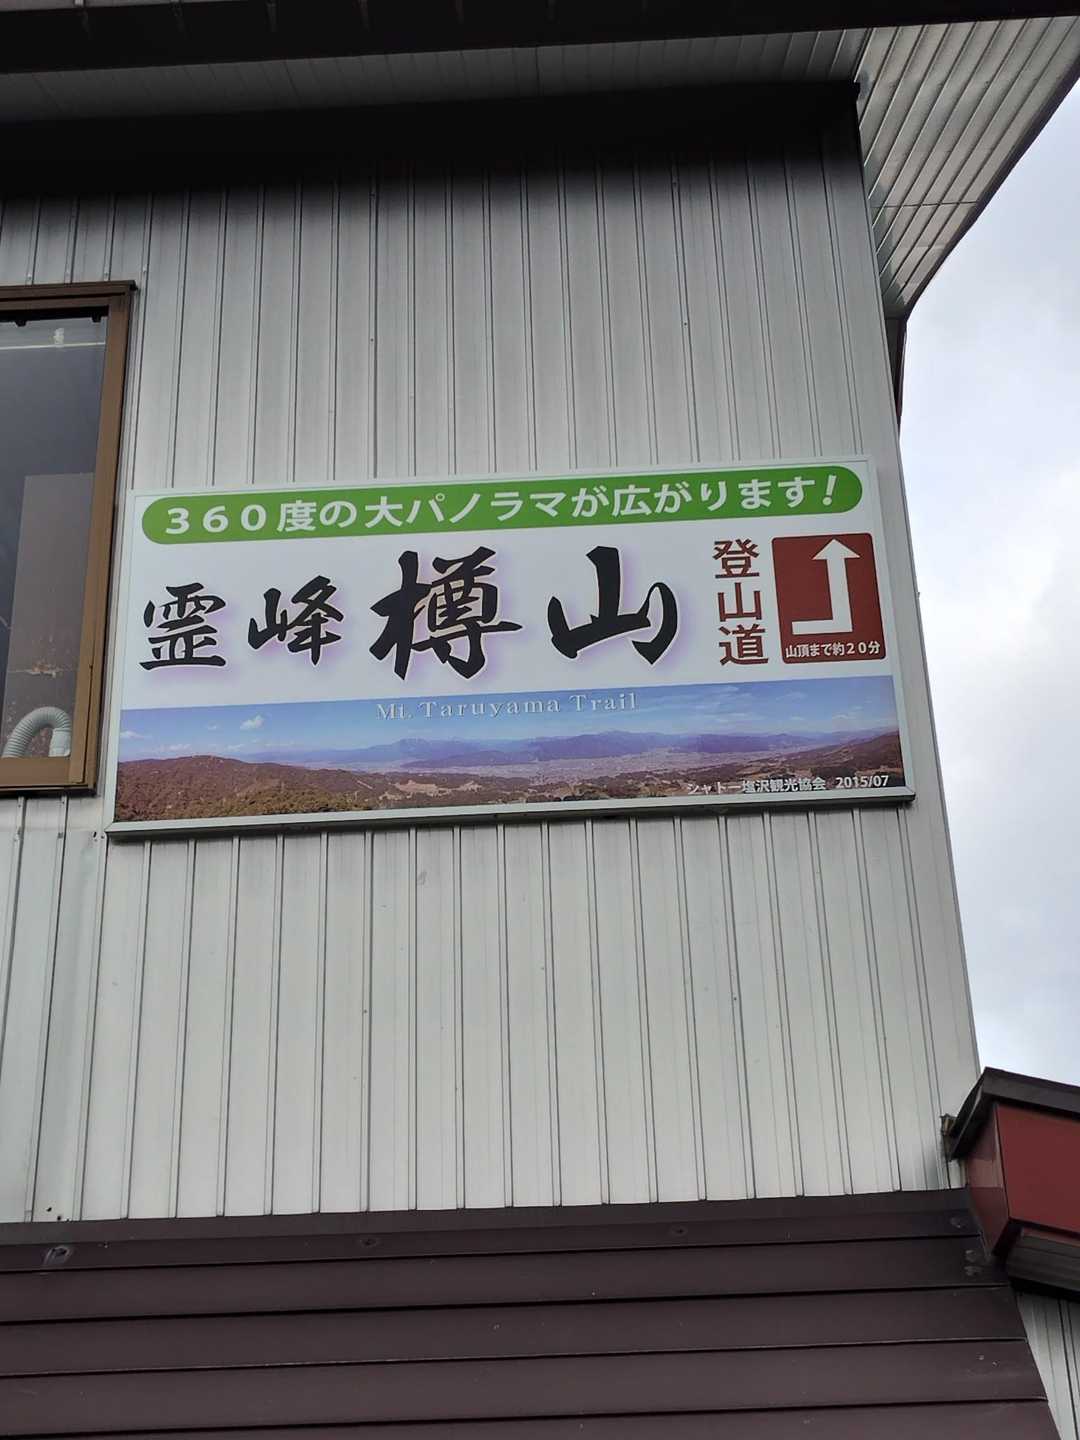 ３６０度の大パノラマが広がります！
霊峰樽山
登山道
山頂まで約２０分
Mt. Taruyama Trail
シャトー塩沢観光協会 2015/07